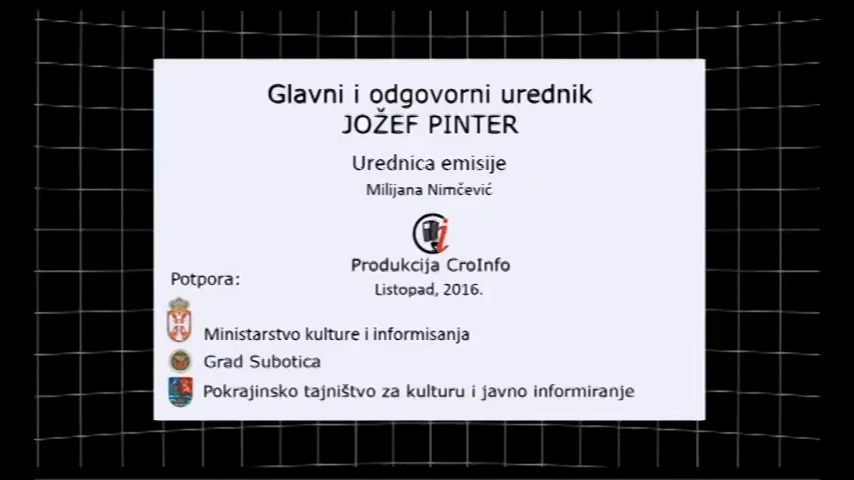 Glavni i odgovorni urednik
JOŽEF PINTER
Urednica emisije
Milijana Nimčević
Produkcija CroInfo
Listopad, 2016.
Potpora:
Ministarstvo kulture i informisanja
Grad Subotica
Pokrajinsko tajništvo za kulturu i javno informiranje